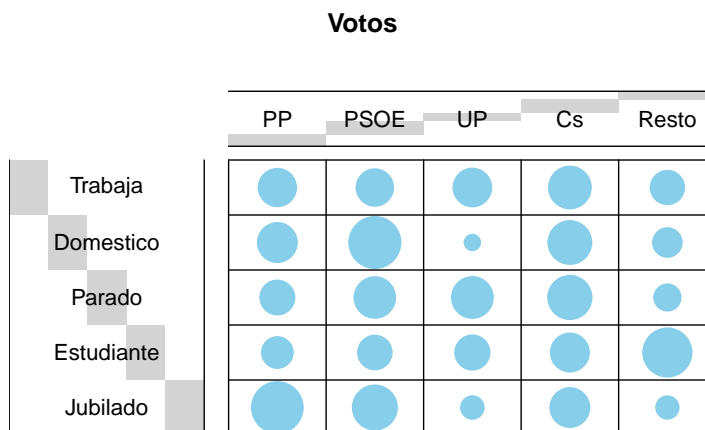 Votos
PP PSOE UP Cs Resto
Trabaja
Domestico
Parado
Estudiante
Jubilado